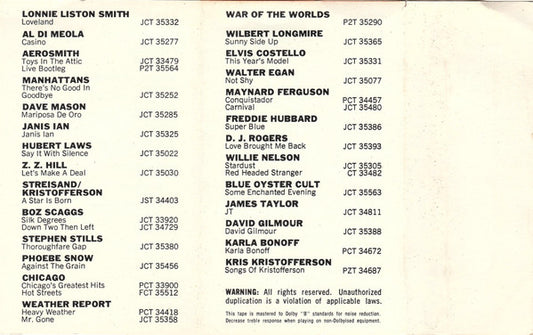 LONNIE LISTON SMITH
Loveland JCT 35332
AL DI MEOLA
Casino JCT 35277
AEROSMITH
Toys In The Attic JCT 33479
Live Bootleg P2T 35564
MANHATTANS
There's No Good In
Goodbye JCT 35252
DAVE MASON
Mariposa De Oro JCT 35285
JANIS IAN
Janis Ian JCT 35325
HUBERT LAWS
Say It With Silence JCT 35022
Z. Z. HILL
Let's Make A Deal JCT 35030
STREISAND/
KRISTOFFERSON
A Star Is Born JST 34403
BOZ SCAGGS
Silk Degrees JCT 33920
Down Two Then Left JCT 34729
STEPHEN STILLS
Thoroughfare Gap JCT 35380
PHOEBE SNOW
Against The Grain JCT 35456
CHICAGO
Chicago's Greatest Hits PCT 33900
Hot Streets FCT 35512
WEATHER REPORT
Heavy Weather PCT 34418
Mr. Gone JCT 35358
WAR OF THE WORLDS
P2T 35290
WILBERT LONGMIRE
Sunny Side Up JCT 35365
ELVIS COSTELLO
This Year's Model JCT 35331
WALTER EGAN
Not Shy JCT 35077
MAYNARD FERGUSON
Conquistador PCT 34457
Carnival JCT 35480
FREDDIE HUBBARD
Super Blue JCT 35386
D. J. ROGERS
Love Brought Me Back JCT 35393
WILLIE NELSON
Stardust JCT 35305
Red Headed Stranger CT 33482
BLUE OYSTER CULT
Some Enchanted Evening JCT 35563
JAMES TAYLOR
JT JCT 34811
DAVID GILMOUR
David Gilmour JCT 35388
KARLA BONOFF
Karla Bonoff PCT 34672
KRIS KRISTOFFERSON
Songs Of Kristofferson PZT 34687
WARNING: All rights reserved. Unauthorized
duplication is a violation of applicable laws.
This tape is mastered to Dolby "B" standards for noise reduction.
Decrease treble response when playing on non-Dolbyised equipment.